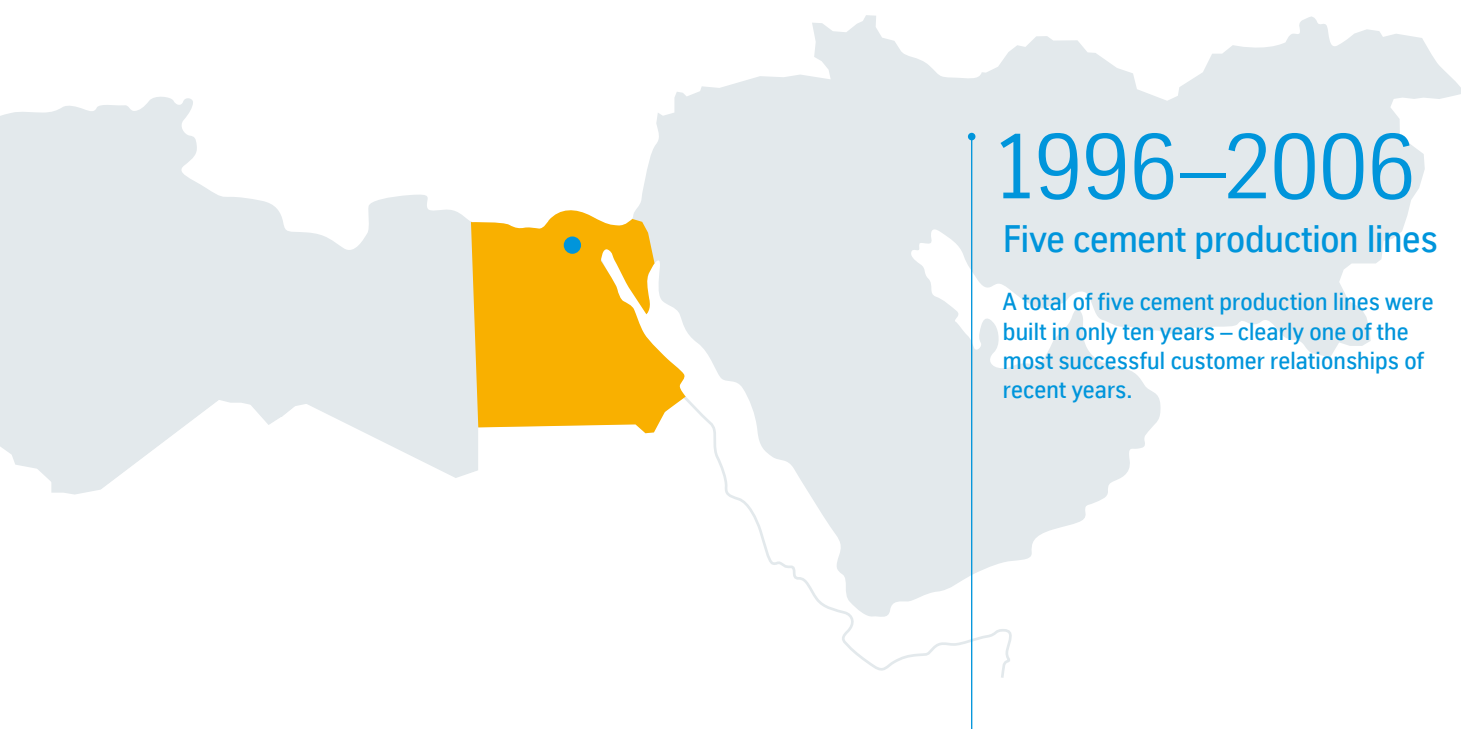 1996–2006
Five cement production lines
A total of five cement production lines were
built in only ten years – clearly one of the
most successful customer relationships of
recent years.